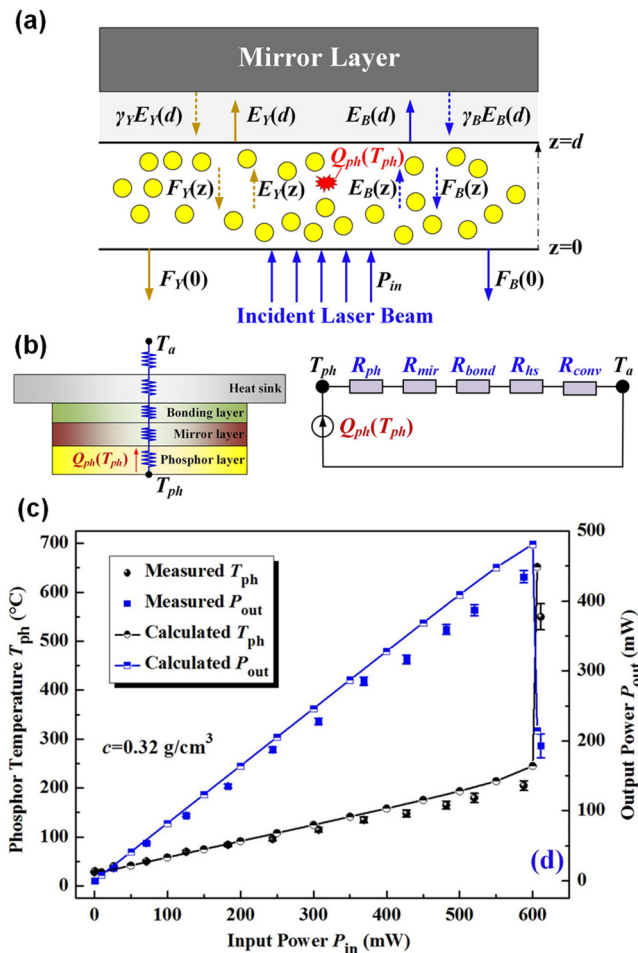 (a)
Mirror Layer
γYEY(d)
EY(d)
EB(d)
γBEB(d)
z=d
Qph(Tph)
FY(z)
EY(z)
EB(z)
FB(z)
z=0
FY(0)
Pin
FB(0)
Incident Laser Beam
(b)
Ta
Heat sink
Bonding layer
Mirror layer
Qph(Tph)
Phosphor layer
Tph
Tph
Rph
Rmir
Rbond
Rhs
Rconv
Ta
Qph(Tph)
(c)
Phosphor Temperature Tph (°C)
700
600
500
400
300
200
100
0
Measured Tph
Measured Pout
Calculated Tph
Calculated Pout
c=0.32 g/cm3
(d)
500
400
300
200
100
0
Output Power Pout (mW)
0 100 200 300 400 500 600
Input Power Pin (mW)